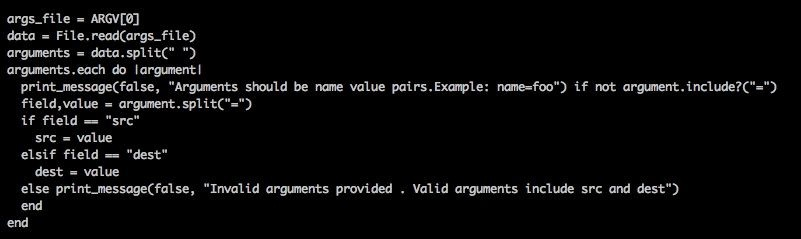 args_file = ARGV[0]
data = File.read(args_file)
arguments = data.split(" ")
arguments.each do |argument|
  print_message(false, "Arguments should be name value pairs.Example: name=foo") if not argument.include?("=")
  field,value = argument.split("=")
  if field == "src"
    src = value
  elsif field == "dest"
    dest = value
  else print_message(false, "Invalid arguments provided . Valid arguments include src and dest")
  end
end